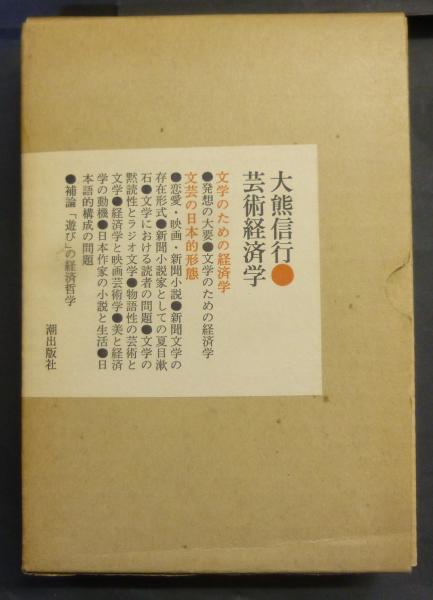 大熊信行●
芸術経済学
文学のための経済学
●発想の大要●文学のための経済学
文芸の日本的形態
●恋愛・映画・新聞小説●新聞文学の
存在形式●新聞小説家としての夏目漱
石●文学における読者の問題●文学の
黙読性とラジオ文学●物語性の芸術と
文学●経済学と映画芸術学●美と経済
学の動機●日本作家の小説と生活●日
本語的構成の問題
●補論「遊び」の経済哲学
潮出版社